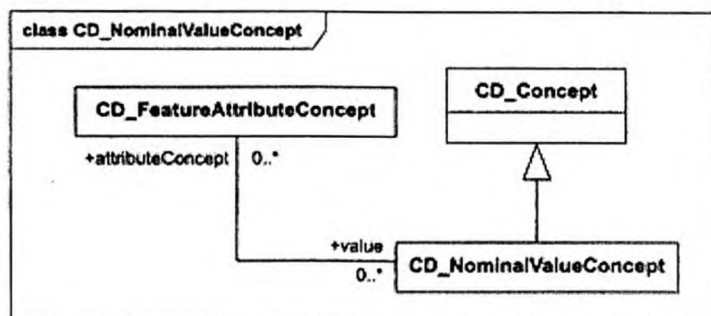 class CD_NominalValueConcept
CD_FeatureAttributeConcept
CD_Concept
+attributeConcept 0..*
+value
0..*
CD_NominalValueConcept